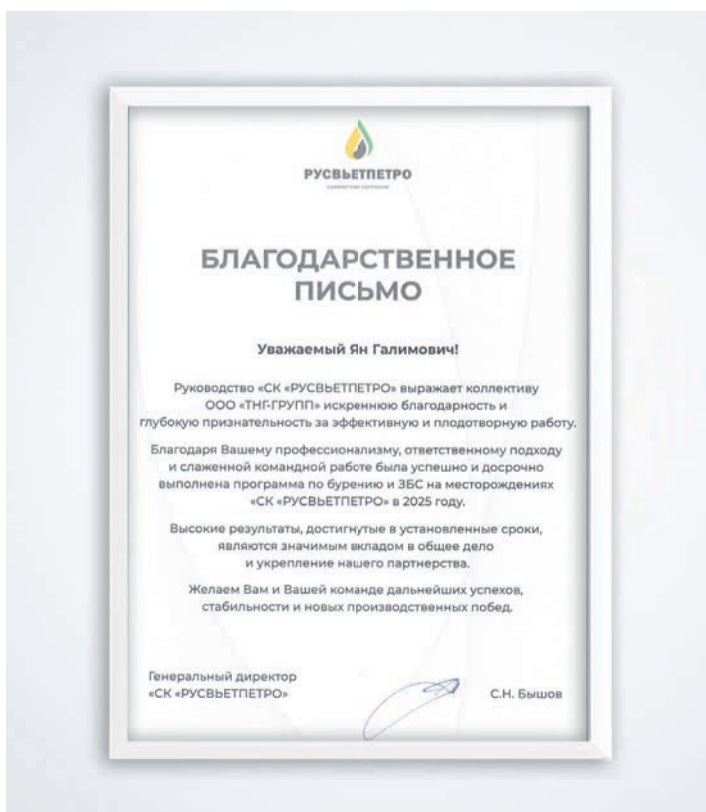 РУСВЬЕТПЕТРО
БЛАГОДАРСТВЕННОЕ
ПИСЬМО
Уважаемый Ян Галимович!
Руководство «СК «РУСВЬЕТПЕТРО» выражает коллективу
ООО «ТНГ-ГРУПП» искреннюю благодарность и
глубокую признательность за эффективную и плодотворную работу.
Благодаря Вашему профессионализму, ответственному подходу
и слаженной командной работе была успешно и досрочно
выполнена программа по бурению и ЗБС на месторождениях
«СК «РУСВЬЕТПЕТРО» в 2025 году.
Высокие результаты, достигнутые в установленные сроки,
являются значимым вкладом в общее дело
и укрепление нашего партнерства.
Желаем Вам и Вашей команде дальнейших успехов,
стабильности и новых производственных побед.
Генеральный директор
«СК «РУСВЬЕТПЕТРО»
С.Н. Бышов